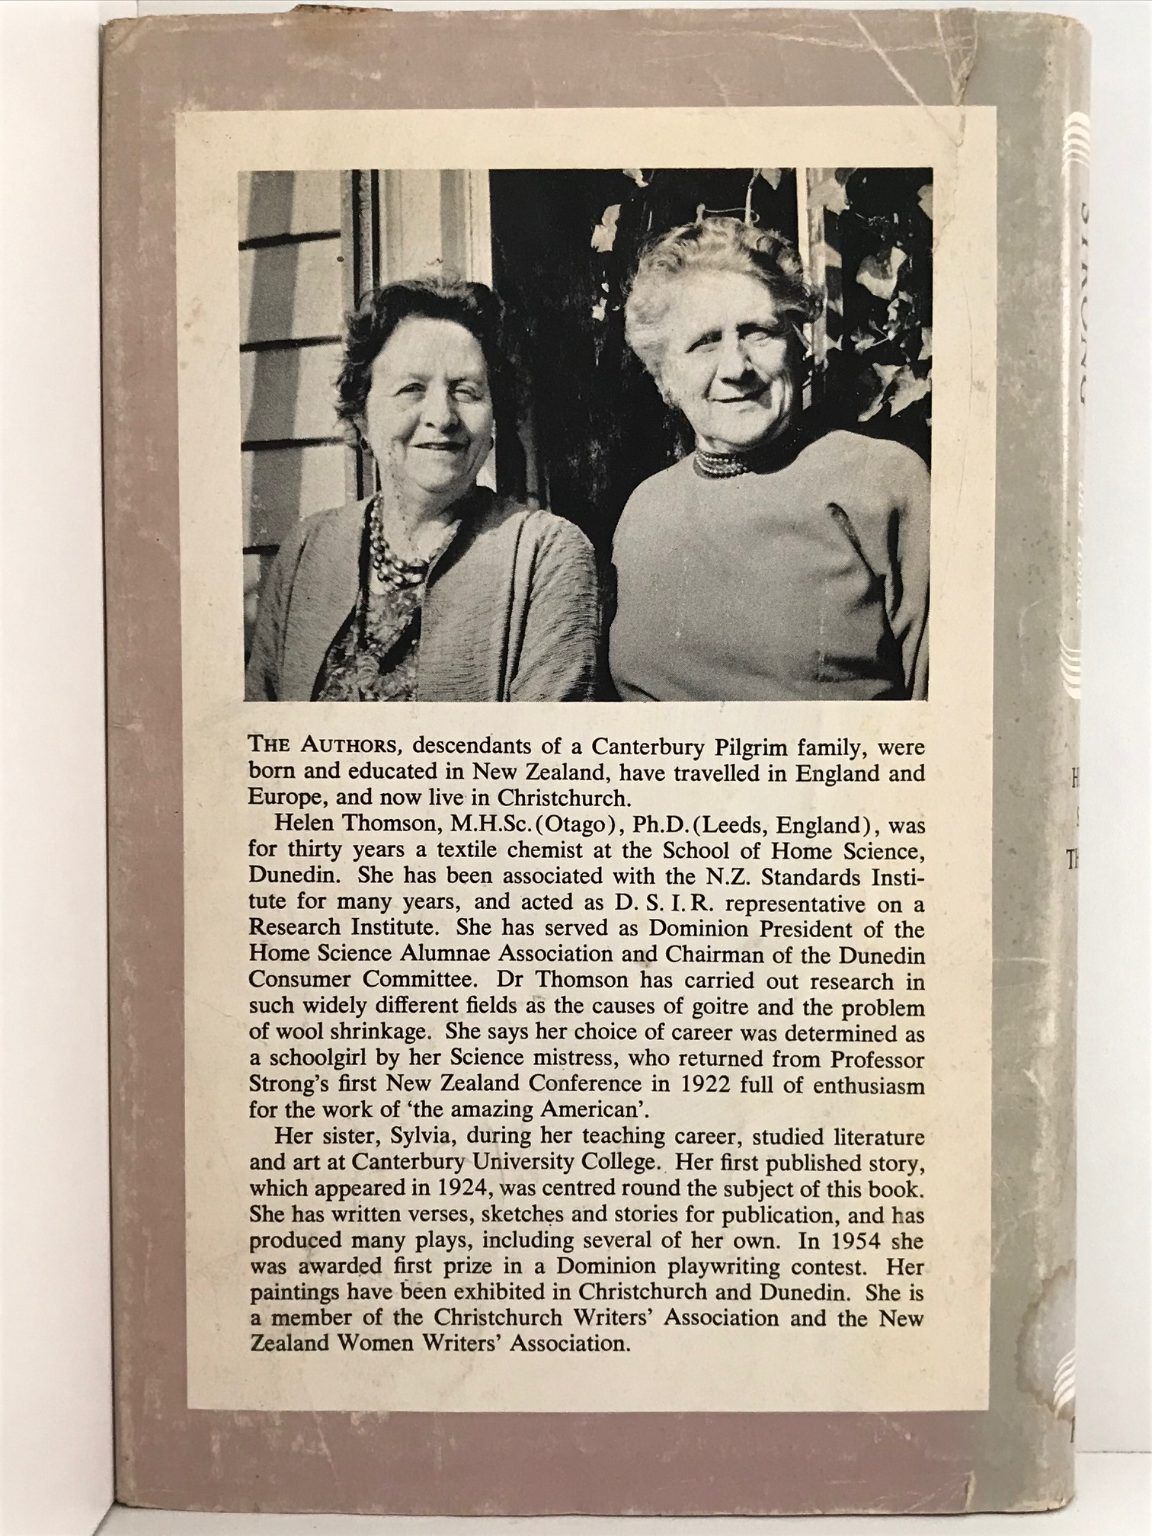 THE AUTHORS, descendants of a Canterbury Pilgrim family, were
born and educated in New Zealand, have travelled in England and
Europe, and now live in Christchurch.
Helen Thomson, M.H.Sc. (Otago), Ph.D. (Leeds, England), was
for thirty years a textile chemist at the School of Home Science,
Dunedin. She has been associated with the N.Z. Standards Insti-
tute for many years, and acted as D. S. I. R. representative on a
Research Institute. She has served as Dominion President of the
Home Science Alumnae Association and Chairman of the Dunedin
Consumer Committee. Dr Thomson has carried out research in
such widely different fields as the causes of goitre and the problem
of wool shrinkage. She says her choice of career was determined as
a schoolgirl by her Science mistress, who returned from Professor
Strong's first New Zealand Conference in 1922 full of enthusiasm
for the work of 'the amazing American'.
Her sister, Sylvia, during her teaching career, studied literature
and art at Canterbury University College. Her first published story,
which appeared in 1924, was centred round the subject of this book.
She has written verses, sketches and stories for publication, and has
produced many plays, including several of her own. In 1954 she
was awarded first prize in a Dominion playwriting contest. Her
paintings have been exhibited in Christchurch and Dunedin. She is
a member of the Christchurch Writers' Association and the New
Zealand Women Writers' Association.
STRONG